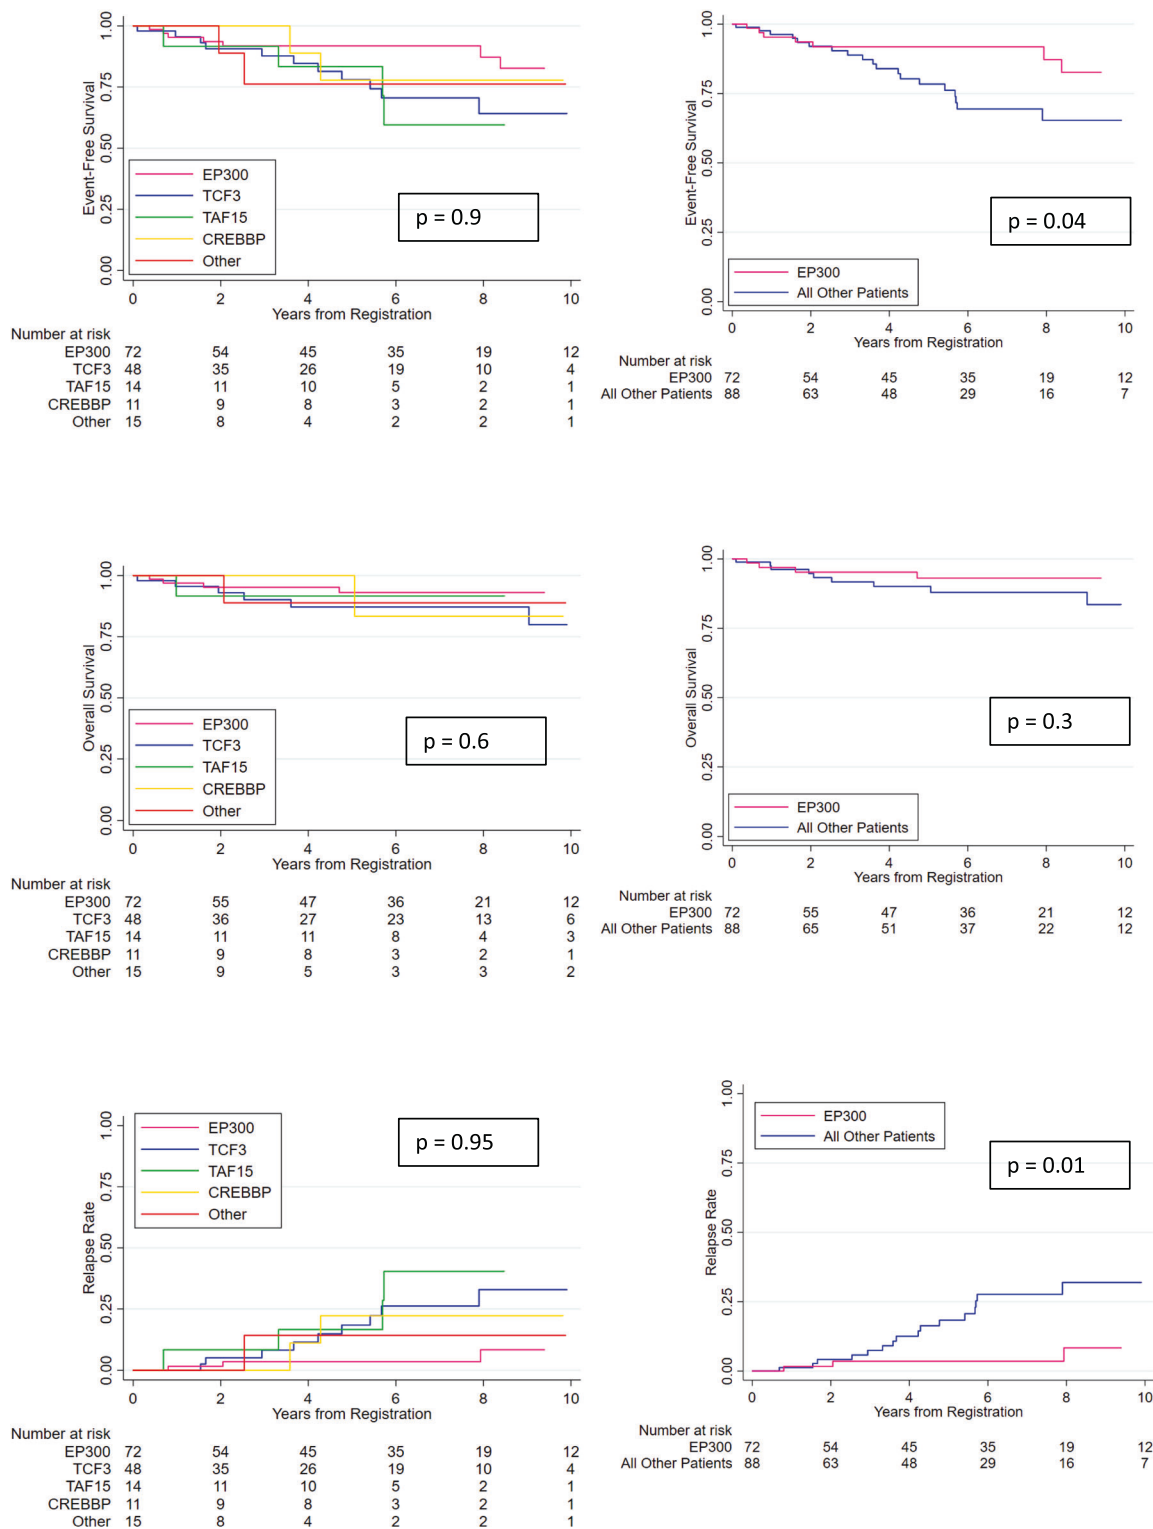 1.00
0.75
0.50
0.25
0.00
Event-Free Survival
EP300
TCF3
TAF15
CREBBP
Other
p = 0.9
0 2 4 6 8 10
Years from Registration
Number at risk
EP300 72 54 45 35 19 12
TCF3 48 35 26 19 10 4
TAF15 14 11 10 5 2 1
CREBBP 11 9 8 3 2 1
Other 15 8 4 2 2 1
1.00
0.75
0.50
0.25
0.00
Event-Free Survival
p = 0.04
EP300
All Other Patients
0 2 4 6 8 10
Years from Registration
Number at risk
EP300 72 54 45 35 19 12
All Other Patients 88 63 48 29 16 7
1.00
0.75
0.50
0.25
0.00
Overall Survival
EP300
TCF3
TAF15
CREBBP
Other
p = 0.6
0 2 4 6 8 10
Years from Registration
Number at risk
EP300 72 55 47 36 21 12
TCF3 48 36 27 23 13 6
TAF15 14 11 11 8 4 3
CREBBP 11 9 8 3 2 1
Other 15 9 5 3 3 2
1.00
0.75
0.50
0.25
0.00
Overall Survival
p = 0.3
EP300
All Other Patients
0 2 4 6 8 10
Years from Registration
Number at risk
EP300 72 55 47 36 21 12
All Other Patients 88 65 51 37 22 12
1.00
0.75
0.50
0.25
0.00
Relapse Rate
EP300
TCF3
TAF15
CREBBP
Other
p = 0.95
0 2 4 6 8 10
Years from Registration
Number at risk
EP300 72 54 45 35 19 12
TCF3 48 35 26 19 10 4
TAF15 14 11 10 5 2 1
CREBBP 11 9 8 3 2 1
Other 15 8 4 2 2 1
1.00
0.75
0.50
0.25
0.00
Relapse Rate
EP300
All Other Patients
p = 0.01
0 2 4 6 8 10
Years from Registration
Number at risk
EP300 72 54 45 35 19 12
All Other Patients 88 63 48 29 16 7